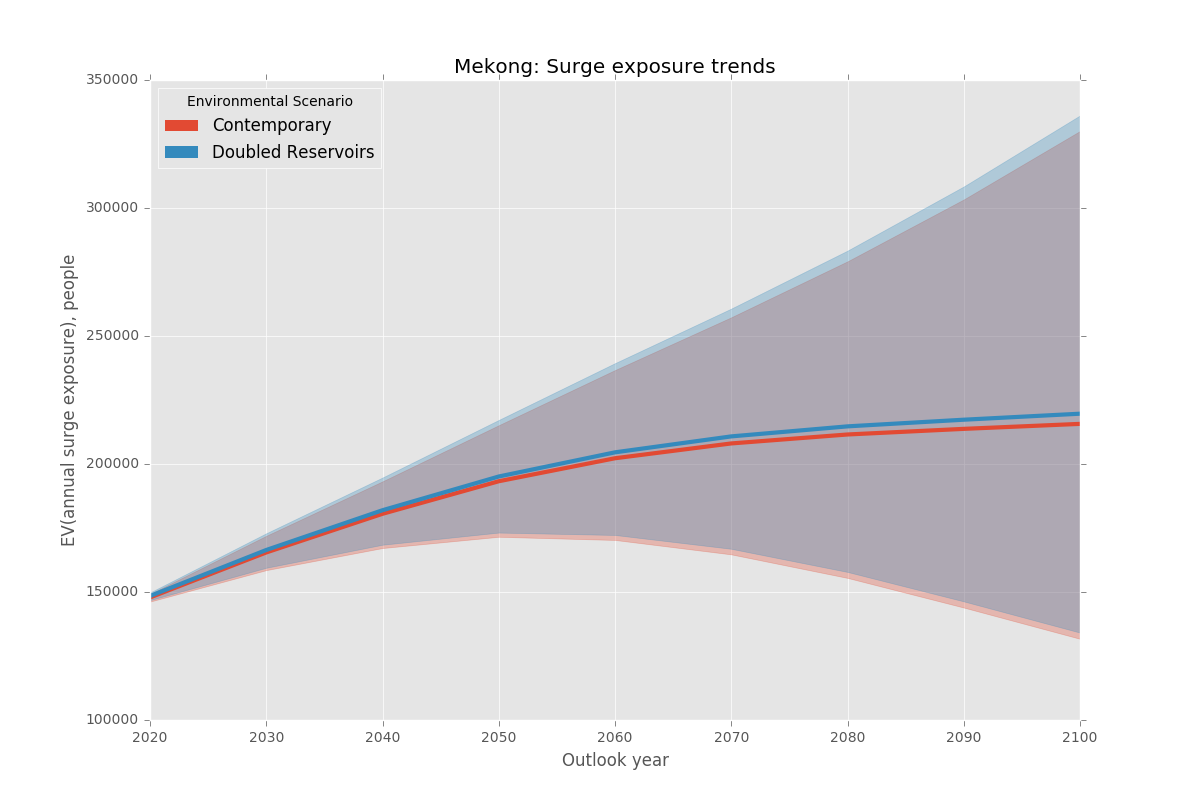 Mekong: Surge exposure trends
Environmental Scenario
Contemporary
Doubled Reservoirs
EV(annual surge exposure), people
350000
300000
250000
200000
150000
100000
2020 2030 2040 2050 2060 2070 2080 2090 2100
Outlook year